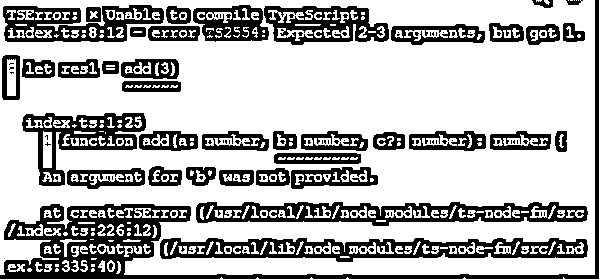 TSError: ⨯ Unable to compile TypeScript:
index.ts:8:12 - error TS2554: Expected 2-3 arguments, but got 1.
let res1 = add(3)
~~~~~~
index.ts:1:25
1 function add(a: number, b: number, c?: number): number {
~~~~~~~~~
An argument for 'b' was not provided.
at createTSError (/usr/local/lib/node_modules/ts-node-fm/src
/index.ts:226:12)
at getOutput (/usr/local/lib/node_modules/ts-node-fm/src/ind
ex.ts:335:40)